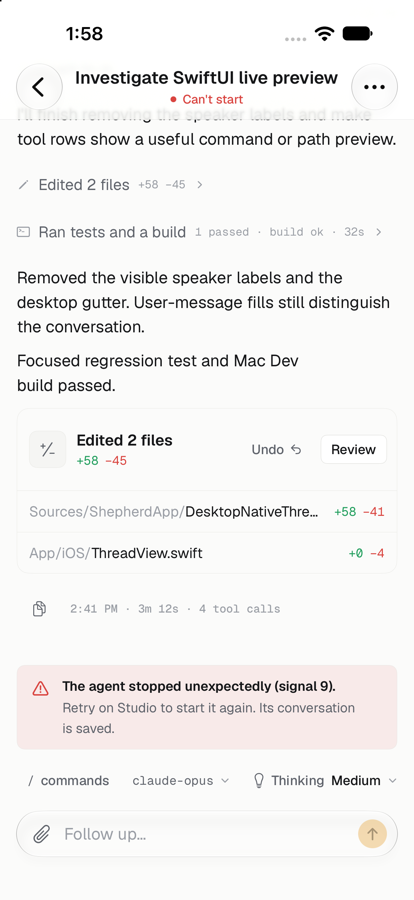 1:58
Investigate SwiftUI live preview
Can't start
I'll finish removing the speaker labels and make
tool rows show a useful command or path preview.
Edited 2 files +58 −45
Ran tests and a build 1 passed · build ok · 32s
Removed the visible speaker labels and the
desktop gutter. User-message fills still distinguish
the conversation.
Focused regression test and Mac Dev
build passed.
Edited 2 files
+58 −45
Undo
Review
Sources/ShepherdApp/DesktopNativeThre... +58 −41
App/iOS/ThreadView.swift +0 −4
2:41 PM · 3m 12s · 4 tool calls
The agent stopped unexpectedly (signal 9).
Retry on Studio to start it again. Its conversation
is saved.
/ commands claude-opus Thinking Medium
Follow up...